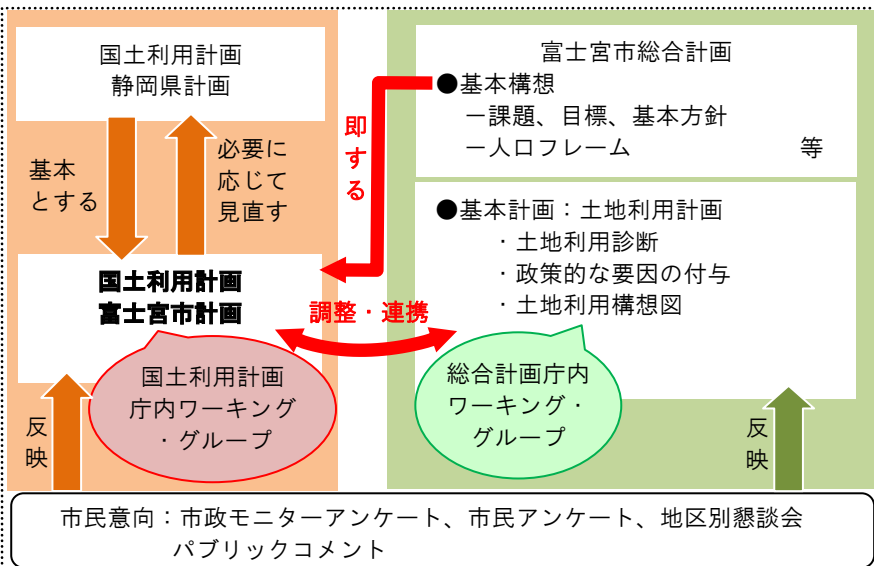 国土利用計画
静岡県計画
基本
とする
必要に
応じて
見直す
国土利用計画
富士宮市計画
国土利用計画
庁内ワーキング
・グループ
反
映
即
す
る
調整・連携
富士宮市総合計画
●基本構想
－課題、目標、基本方針
－人口フレーム 等
●基本計画：土地利用計画
・土地利用診断
・政策的な要因の付与
・土地利用構想図
総合計画庁内
ワーキング・
グループ
反
映
市民意向：市政モニターアンケート、市民アンケート、地区別懇談会
パブリックコメント